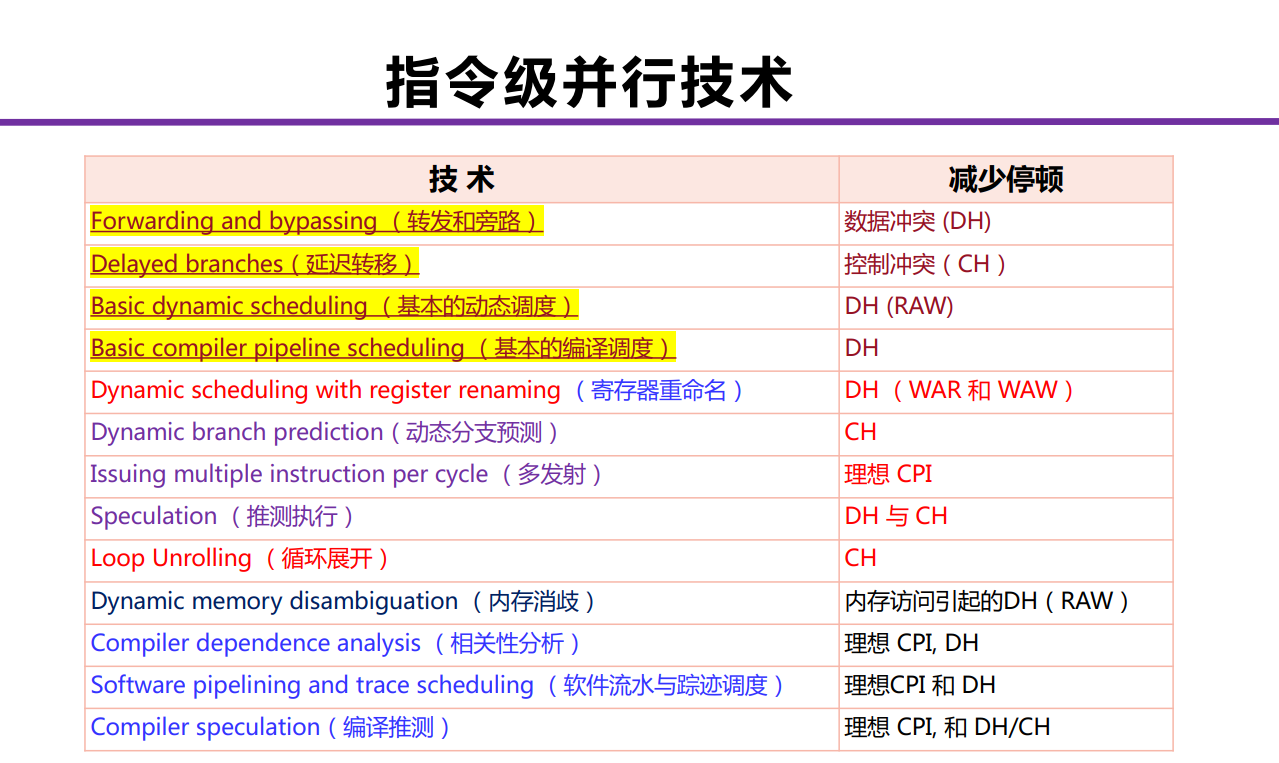 指令级并行技术
技 术 减少停顿
Forwarding and bypassing （转发和旁路） 数据冲突 (DH)
Delayed branches（延迟转移） 控制冲突（CH）
Basic dynamic scheduling （基本的动态调度） DH (RAW)
Basic compiler pipeline scheduling （基本的编译调度） DH
Dynamic scheduling with register renaming （寄存器重命名） DH （WAR 和 WAW）
Dynamic branch prediction（动态分支预测） CH
Issuing multiple instruction per cycle （多发射） 理想 CPI
Speculation （推测执行） DH 与 CH
Loop Unrolling （循环展开） CH
Dynamic memory disambiguation （内存消歧） 内存访问引起的DH（RAW）
Compiler dependence analysis （相关性分析） 理想 CPI, DH
Software pipelining and trace scheduling （软件流水与踪迹调度） 理想CPI 和 DH
Compiler speculation（编译推测） 理想 CPI, 和 DH/CH